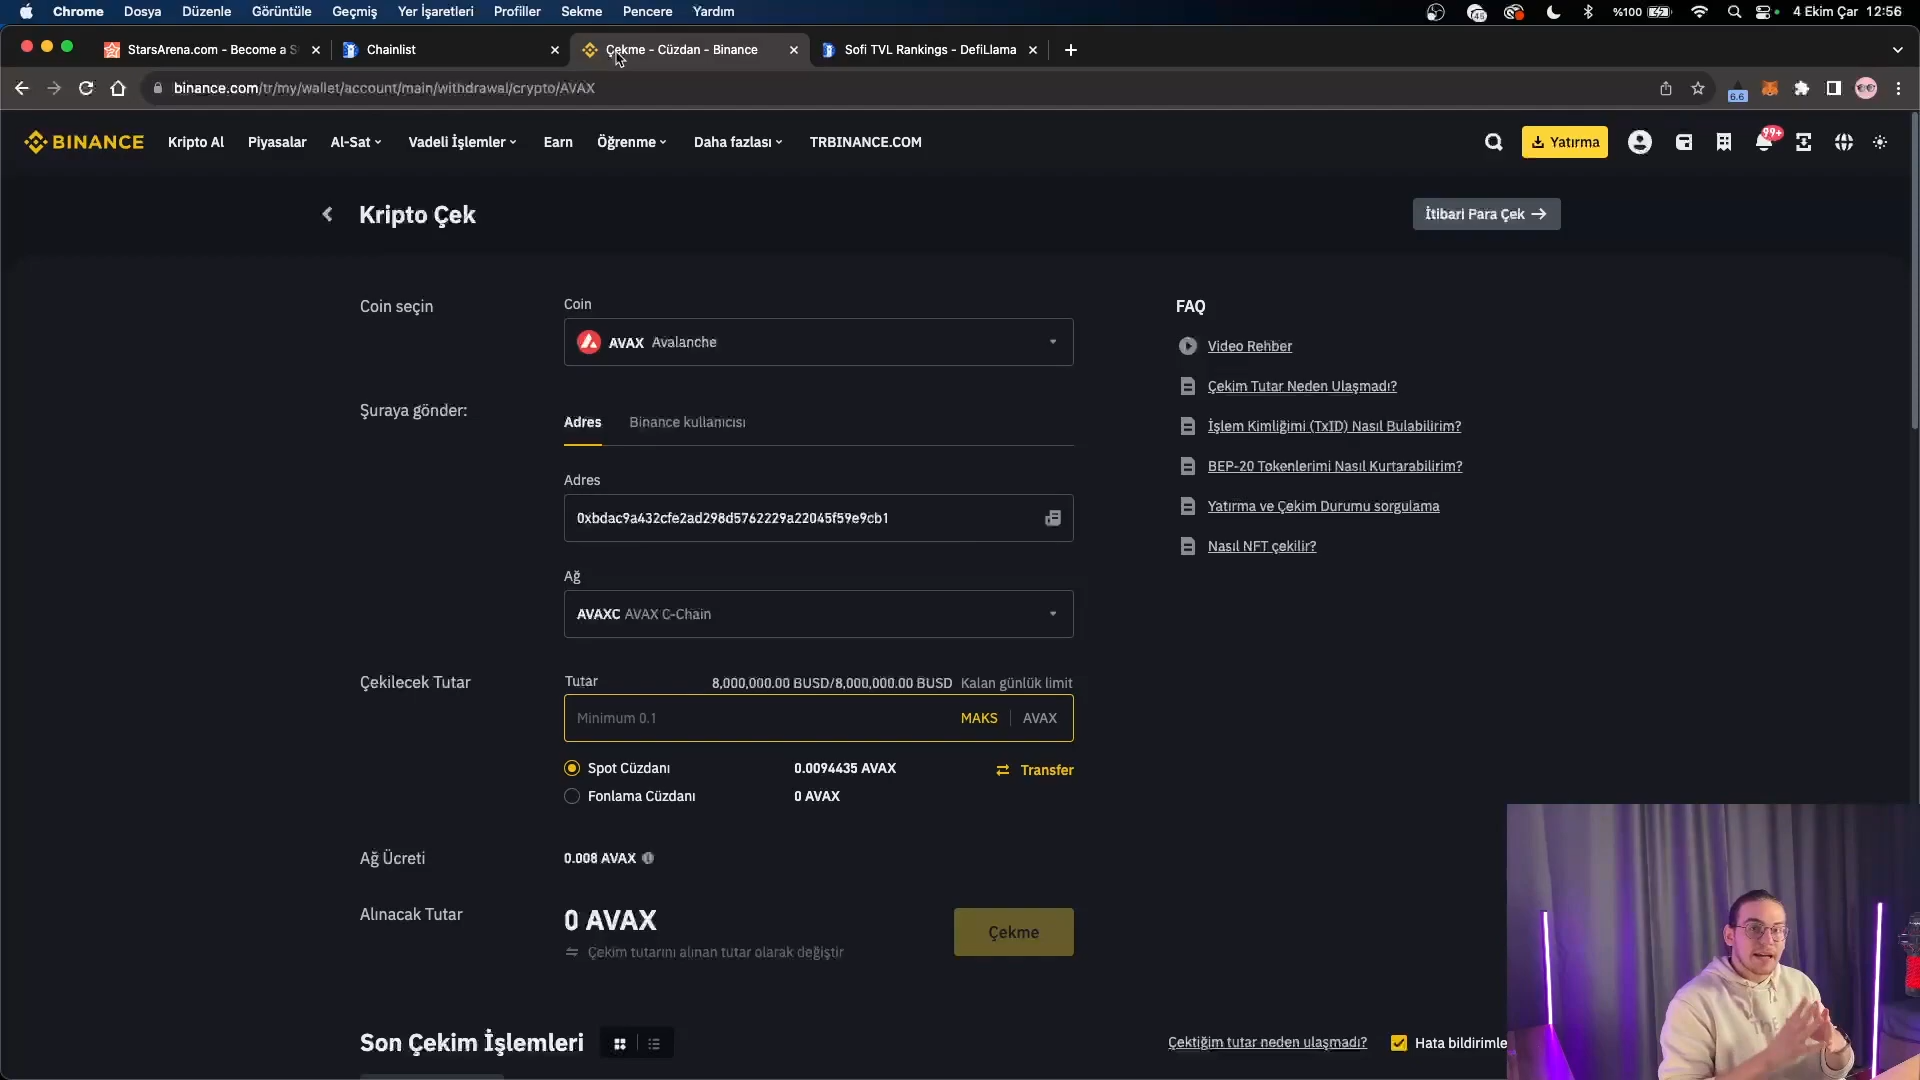 Chrome Dosya Düzenle Görüntüle Geçmiş Yer İşaretleri Profiller Sekme Pencere Yardım
45 %100 4 Ekim Çar 12:56
StarsArena.com - Become a S Chainlist Çekme - Cüzdan - Binance Sofi TVL Rankings - DefiLlama
binance.com/tr/my/wallet/account/main/withdrawal/crypto/AVAX
6.6
BINANCE Kripto Al Piyasalar Al-Sat Vadeli İşlemler Earn Öğrenme Daha fazlası TRBINANCE.COM
Yatırma 99+
Kripto Çek
İtibari Para Çek →
Coin seçin
Coin
AVAX Avalanche
Şuraya gönder:
Adres Binance kullanıcısı
Adres
0xbdac9a432cfe2ad298d5762229a22045f59e9cb1
Ağ
AVAXC AVAX C-Chain
Çekilecek Tutar
Tutar 8,000,000.00 BUSD/8,000,000.00 BUSD Kalan günlük limit
Minimum 0.1 MAKS AVAX
Spot Cüzdanı 0.0094435 AVAX Transfer
Fonlama Cüzdanı 0 AVAX
Ağ Ücreti 0.008 AVAX
Alınacak Tutar 0 AVAX
Çekim tutarını alınan tutar olarak değiştir
Çekme
FAQ
Video Rehber
Çekim Tutar Neden Ulaşmadı?
İşlem Kimliğimi (TxID) Nasıl Bulabilirim?
BEP-20 Tokenlerimi Nasıl Kurtarabilirim?
Yatırma ve Çekim Durumu sorgulama
Nasıl NFT çekilir?
Son Çekim İşlemleri
Çektiğim tutar neden ulaşmadı? Hata bildirimle